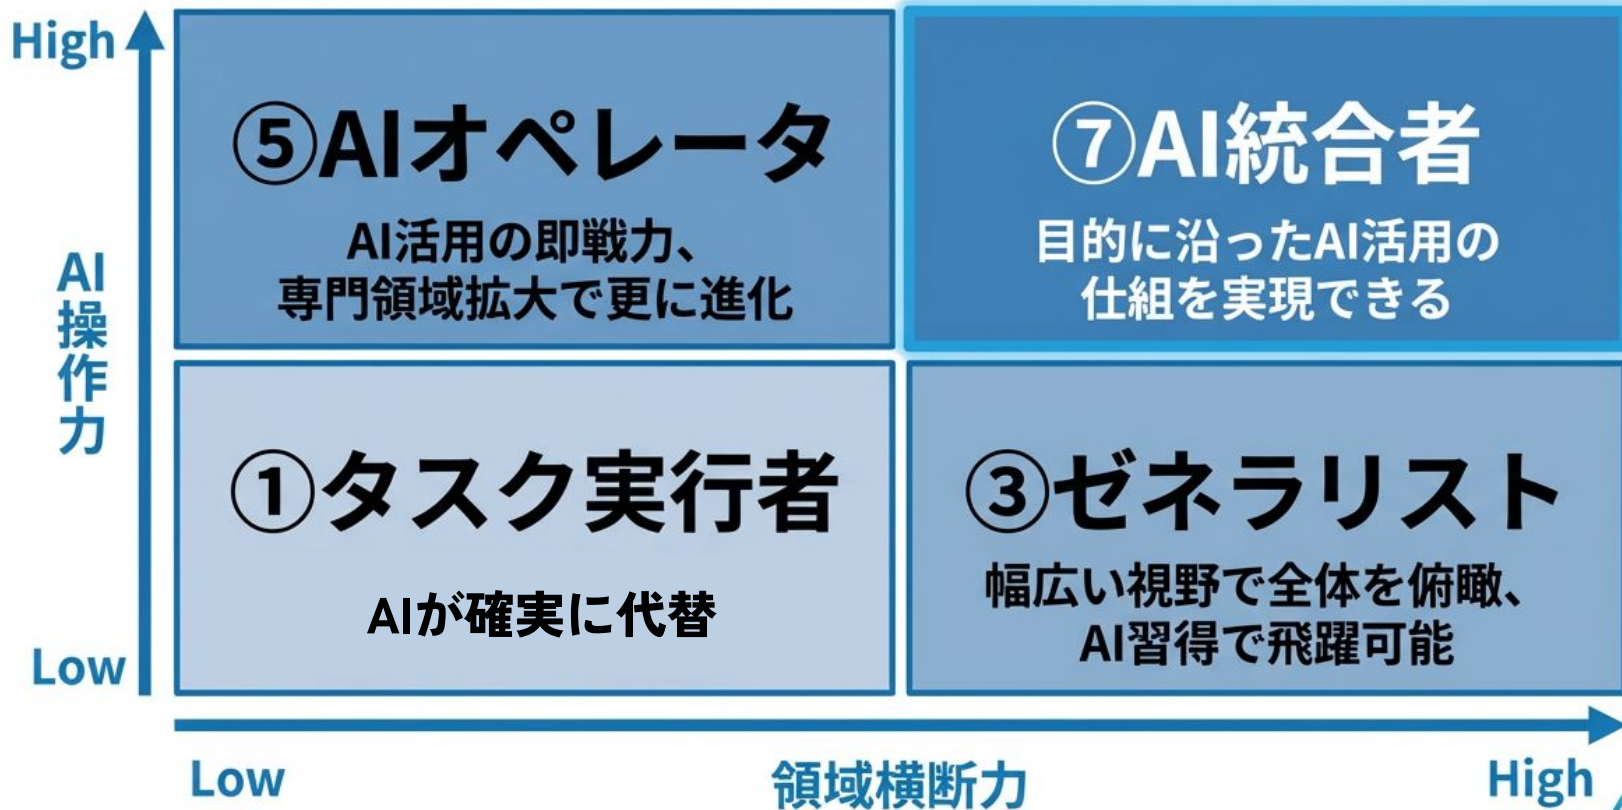 High
⑤AIオペレータ
AI活用の即戦力、
専門領域拡大で更に進化
⑦AI統合者
目的に沿ったAI活用の
仕組を実現できる
AI操作力
①タスク実行者
AIが確実に代替
③ゼネラリスト
幅広い視野で全体を俯瞰、
AI習得で飛躍可能
Low
Low
領域横断力
High